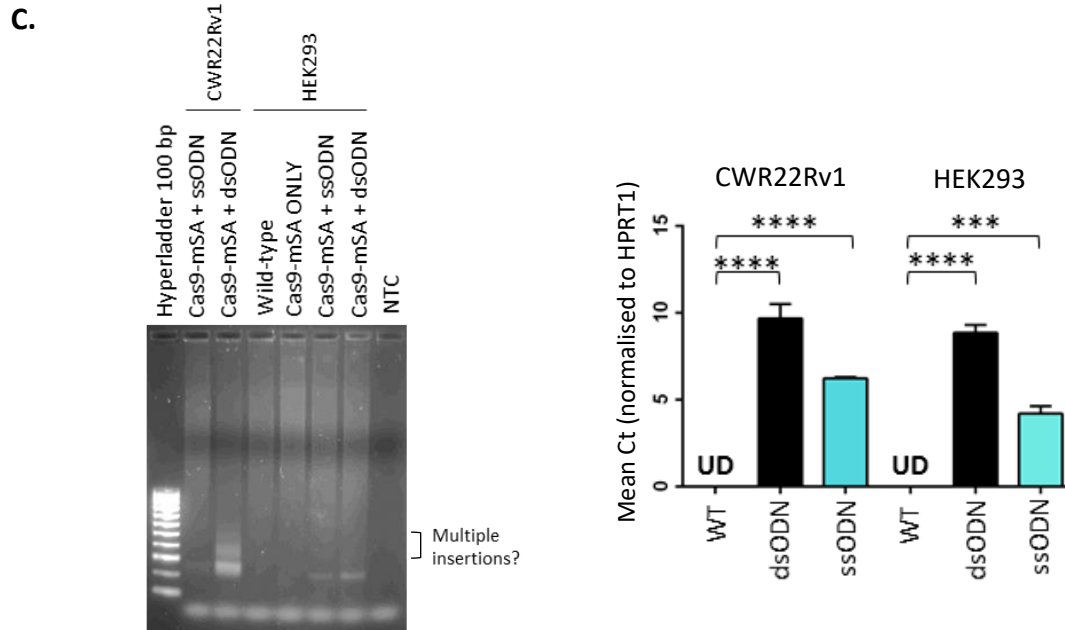 C.
CWR22Rv1
HEK293
Hyperladder 100 bp
Cas9-mSA + ssODN
Cas9-mSA + dsODN
Wild-type
Cas9-mSA ONLY
Cas9-mSA + ssODN
Cas9-mSA + dsODN
NTC
Multiple
insertions?
CWR22Rv1
HEK293
Mean Ct (normalised to HPRT1)
15
10
5
0
****
****
***
****
UD
UD
WT
dsODN
ssODN
WT
dsODN
ssODN